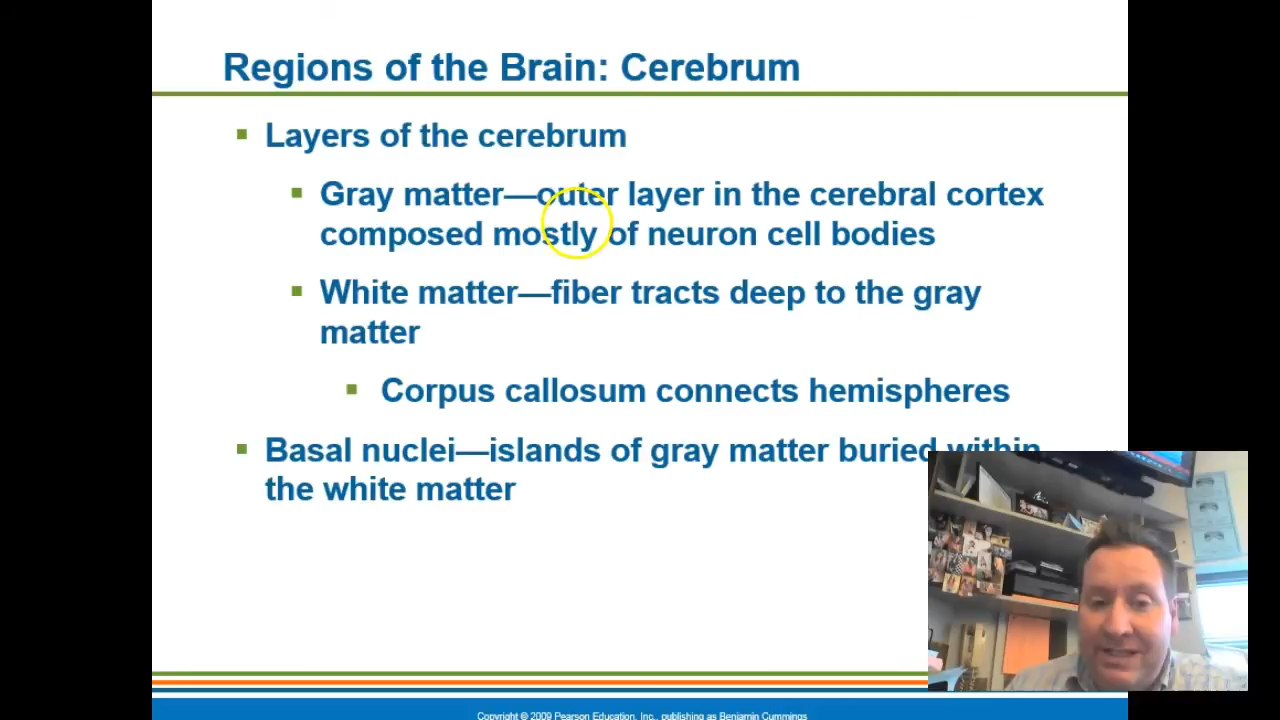 Regions of the Brain: Cerebrum
Layers of the cerebrum
Gray matter—outer layer in the cerebral cortex
composed mostly of neuron cell bodies
White matter—fiber tracts deep to the gray
matter
Corpus callosum connects hemispheres
Basal nuclei—islands of gray matter buried within
the white matter
Copyright © 2009 Pearson Education, Inc., publishing as Benjamin Cummings